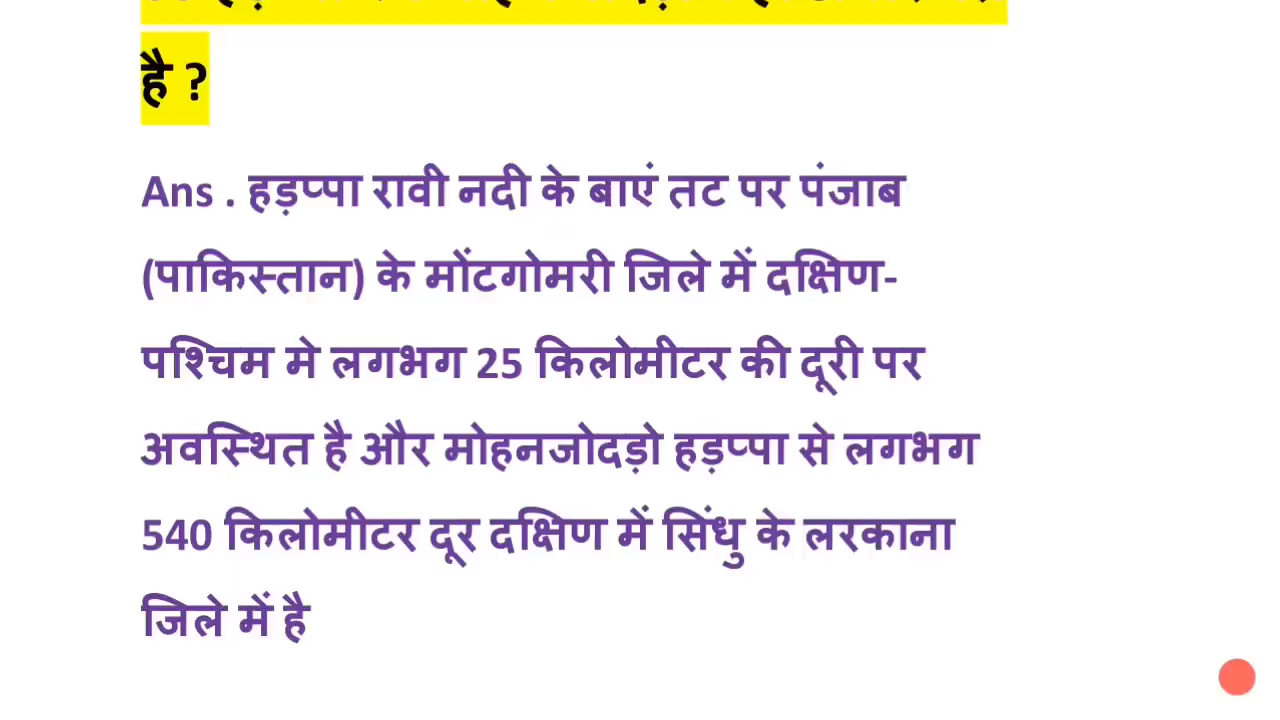 है ?
Ans . हड़प्पा रावी नदी के बाएं तट पर पंजाब
(पाकिस्तान) के मोंटगोमरी जिले में दक्षिण-
पश्चिम मे लगभग 25 किलोमीटर की दूरी पर
अवस्थित है और मोहनजोदड़ो हड़प्पा से लगभग
540 किलोमीटर दूर दक्षिण में सिंधु के लरकाना
जिले में है